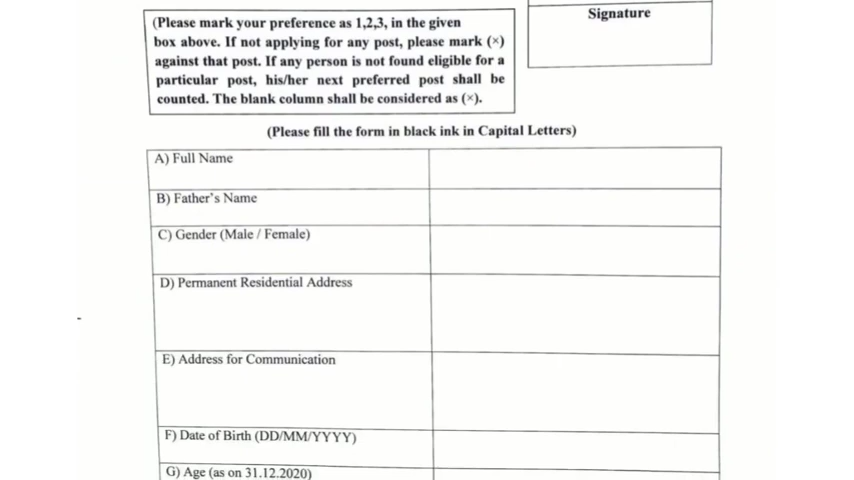 Signature
(Please mark your preference as 1,2,3, in the given
box above. If not applying for any post, please mark (×)
against that post. If any person is not found eligible for a
particular post, his/her next preferred post shall be
counted. The blank column shall be considered as (×).
(Please fill the form in black ink in Capital Letters)
A) Full Name
B) Father's Name
C) Gender (Male / Female)
D) Permanent Residential Address
E) Address for Communication
F) Date of Birth (DD/MM/YYYY)
G) Age (as on 31.12.2020)